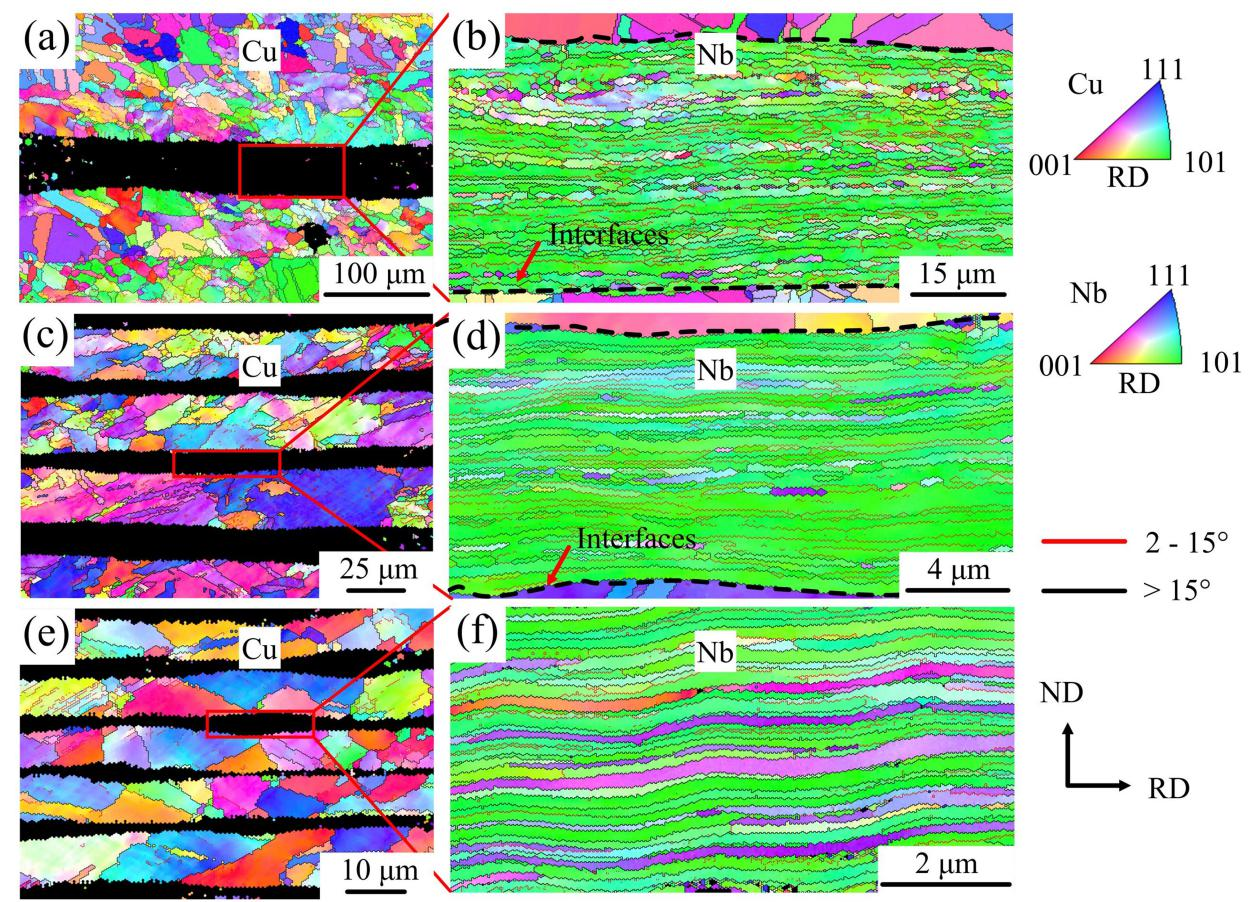 (a)
Cu
100 μm
(b)
Nb
Interfaces
15 μm
(c)
Cu
25 μm
(d)
Nb
Interfaces
4 μm
(e)
Cu
10 μm
(f)
Nb
2 μm
Cu
111
001
101
RD
Nb
111
001
101
RD
2 - 15°
> 15°
ND
RD